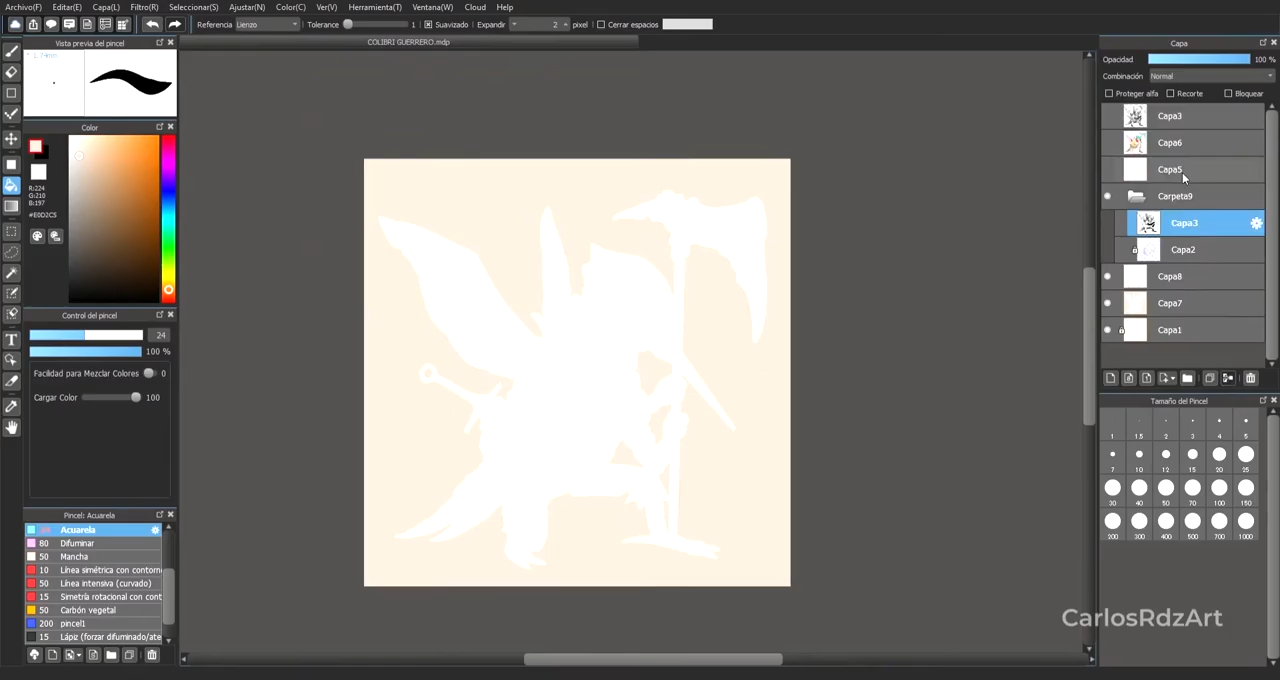 Archivo(F) Editar(E) Capa(L) Filtro(R) Seleccionar(S) Ajustar(N) Color(C) Ver(V) Herramienta(T) Ventana(W) Cloud Help
Referencia Lienzo Tolerance 1 Suavizado Expandir 2 pixel Cerrar espacios
Vista previa del pincel
COLIBRI GUERRERO.mdp
Color
R:224
G:210
B:197
#E0D2C5
Control del pincel
24
100 %
Facilidad para Mezclar Colores 0
Cargar Color 100
Pincel: Acuarela
Acuarela
80 Difuminar
50 Mancha
10 Línea simétrica con contorn
50 Línea intensiva (curvado)
15 Simetría rotacional con cont
50 Carbón vegetal
200 pincel1
15 Lápiz (forzar difuminado/ate
Capa
Opacidad 100 %
Combinación Normal
Proteger alfa Recorte Bloquear
Capa3
Capa6
Capa5
Carpeta9
Capa3
Capa2
Capa8
Capa7
Capa1
Tamaño del Pincel
1 1.5 2 3 4 5
7 10 12 15 20 25
30 40 50 70 100 150
200 300 400 500 700 1000
CarlosRdzArt